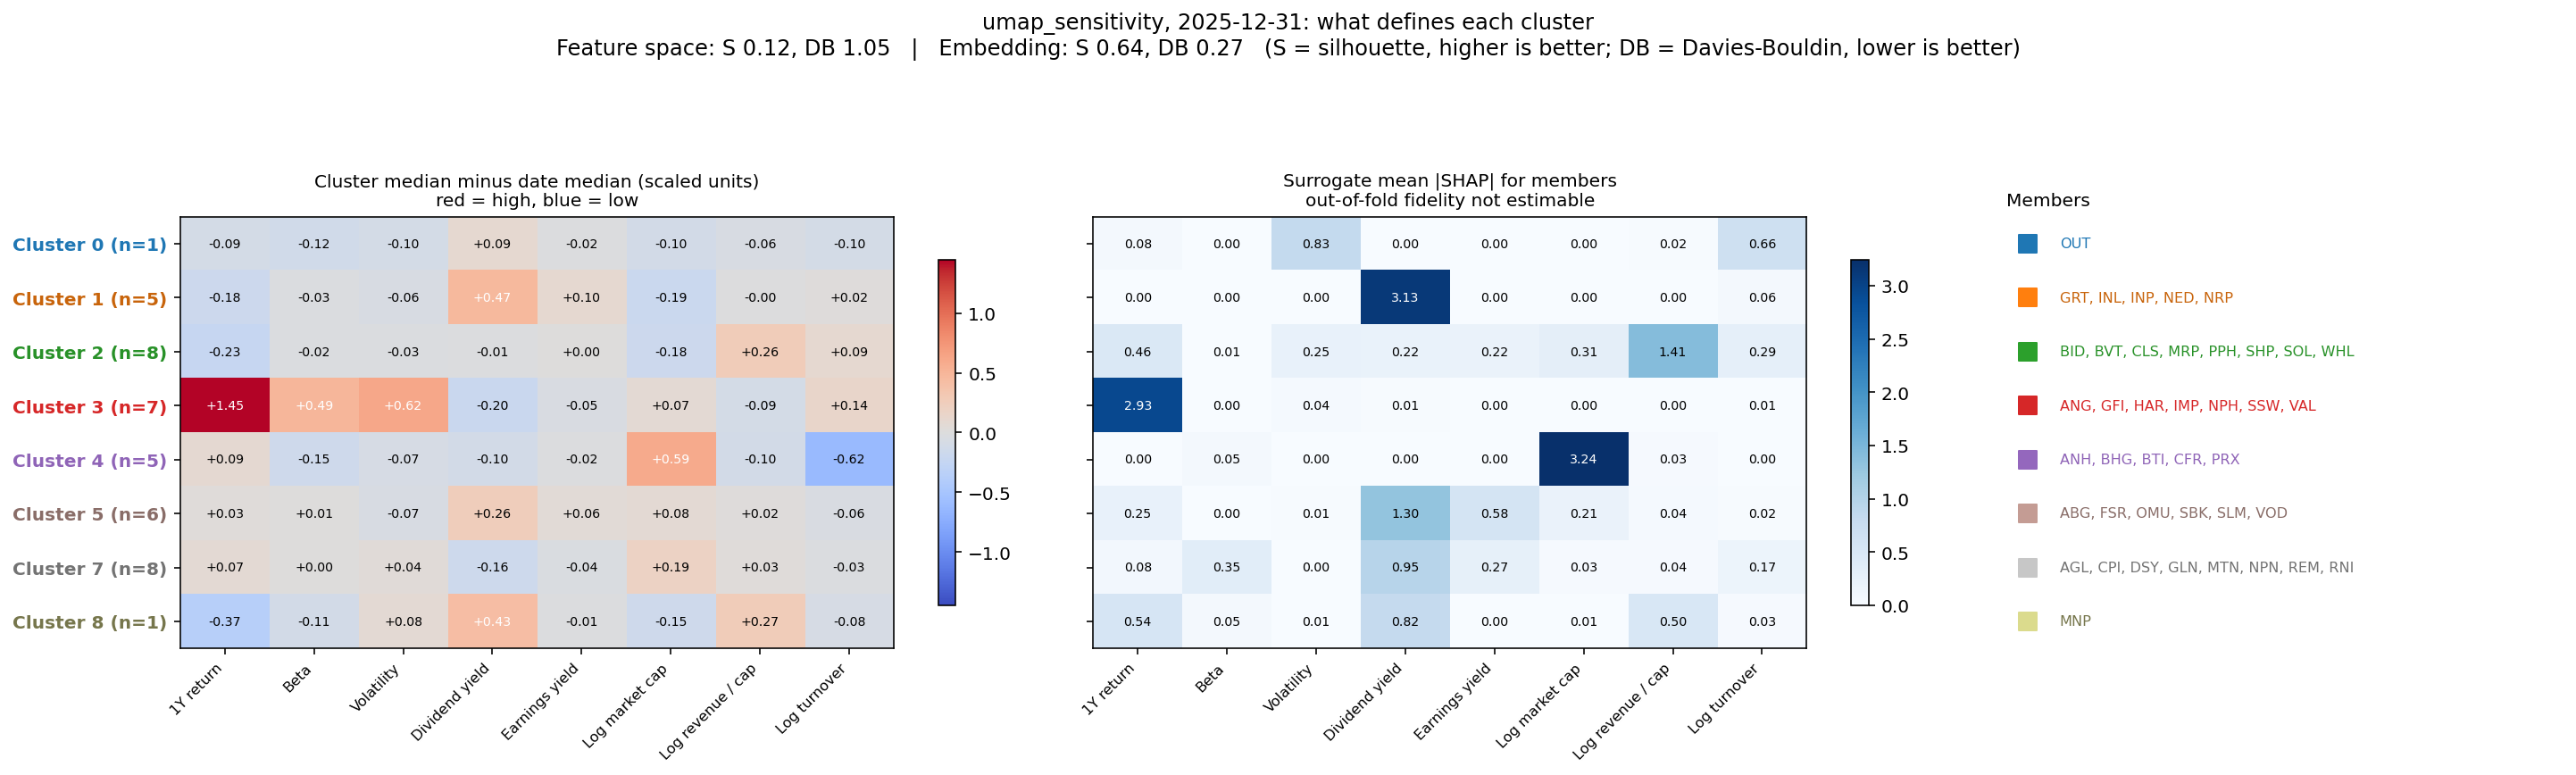 umap_sensitivity, 2025-12-31: what defines each cluster
Feature space: S 0.12, DB 1.05 | Embedding: S 0.64, DB 0.27 (S = silhouette, higher is better; DB = Davies-Bouldin, lower is better)
Cluster median minus date median (scaled units)
red = high, blue = low
Cluster 0 (n=1) -0.09 -0.12 -0.10 +0.09 -0.02 -0.10 -0.06 -0.10
Cluster 1 (n=5) -0.18 -0.03 -0.06 +0.47 +0.10 -0.19 -0.00 +0.02
Cluster 2 (n=8) -0.23 -0.02 -0.03 -0.01 +0.00 -0.18 +0.26 +0.09
Cluster 3 (n=7) +1.45 +0.49 +0.62 -0.20 -0.05 +0.07 -0.09 +0.14
Cluster 4 (n=5) +0.09 -0.15 -0.07 -0.10 -0.02 +0.59 -0.10 -0.62
Cluster 5 (n=6) +0.03 +0.01 -0.07 +0.26 +0.06 +0.08 +0.02 -0.06
Cluster 7 (n=8) +0.07 +0.00 +0.04 -0.16 -0.04 +0.19 +0.03 -0.03
Cluster 8 (n=1) -0.37 -0.11 +0.08 +0.43 -0.01 -0.15 +0.27 -0.08
1Y return
Beta
Volatility
Dividend yield
Earnings yield
Log market cap
Log revenue / cap
Log turnover
1.0
0.5
0.0
−0.5
−1.0
Surrogate mean |SHAP| for members
out-of-fold fidelity not estimable
0.08 0.00 0.83 0.00 0.00 0.00 0.02 0.66
0.00 0.00 0.00 3.13 0.00 0.00 0.00 0.06
0.46 0.01 0.25 0.22 0.22 0.31 1.41 0.29
2.93 0.00 0.04 0.01 0.00 0.00 0.00 0.01
0.00 0.05 0.00 0.00 0.00 3.24 0.03 0.00
0.25 0.00 0.01 1.30 0.58 0.21 0.04 0.02
0.08 0.35 0.00 0.95 0.27 0.03 0.04 0.17
0.54 0.05 0.01 0.82 0.00 0.01 0.50 0.03
1Y return
Beta
Volatility
Dividend yield
Earnings yield
Log market cap
Log revenue / cap
Log turnover
3.0
2.5
2.0
1.5
1.0
0.5
0.0
Members
OUT
GRT, INL, INP, NED, NRP
BID, BVT, CLS, MRP, PPH, SHP, SOL, WHL
ANG, GFI, HAR, IMP, NPH, SSW, VAL
ANH, BHG, BTI, CFR, PRX
ABG, FSR, OMU, SBK, SLM, VOD
AGL, CPI, DSY, GLN, MTN, NPN, REM, RNI
MNP